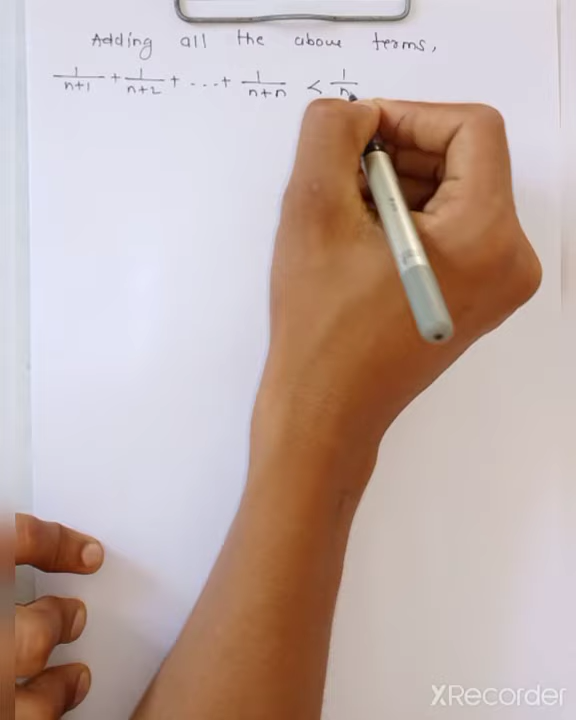 Adding all the above terms,
1/(n+1) + 1/(n+2) + ... + 1/(n+n) < 1/n
XRecorder